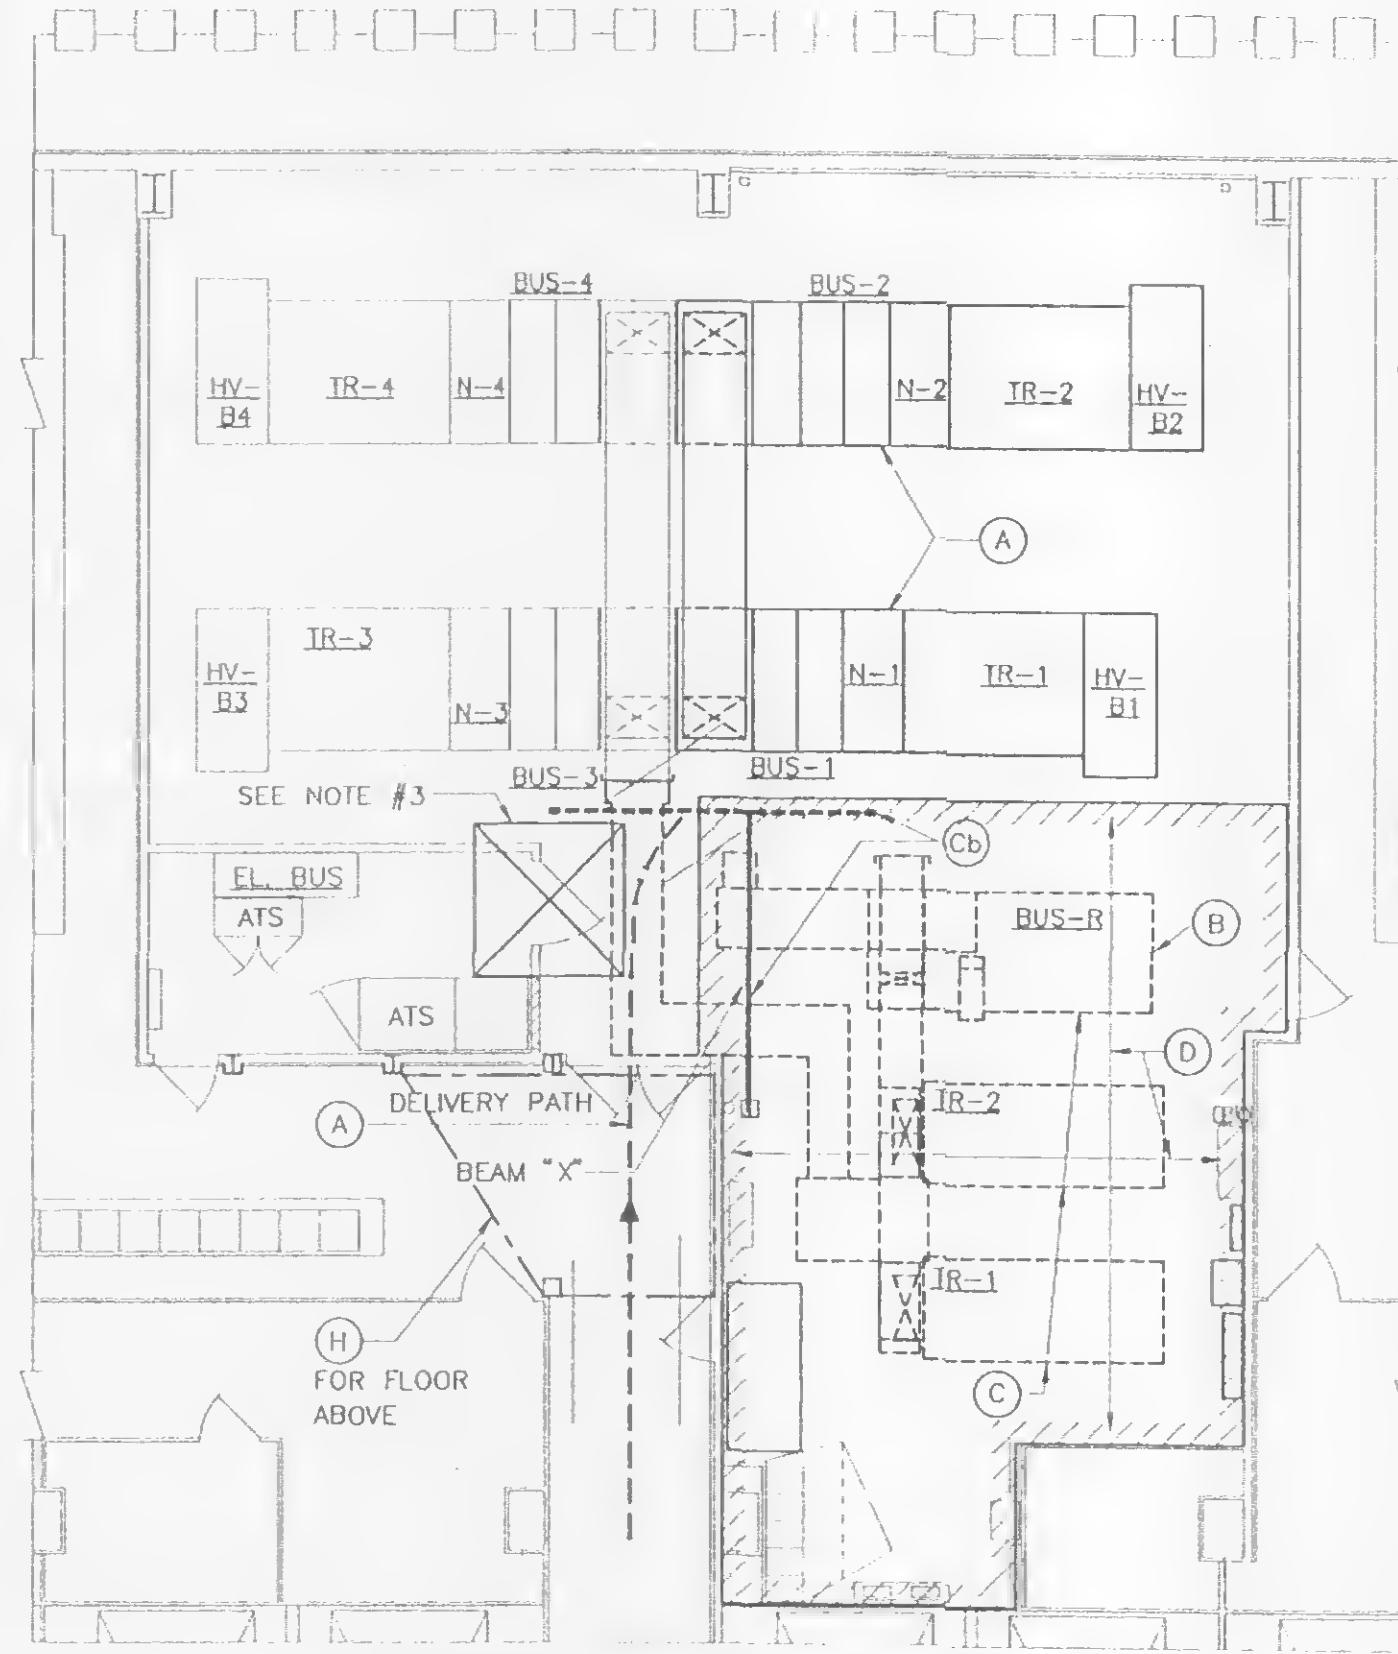 BUS-4
BUS-2
HV-
B4
TR-4
N-4
N-2
TR-2
HV-
B2
A
TR-3
HV-
B3
N-3
N-1
TR-1
HV-
B1
BUS-3
BUS-1
SEE NOTE #3
Cb
EL. BUS
ATS
BUS-R
B
ATS
D
DELIVERY PATH
A
TR-2
BEAM "X"
TR-1
H
FOR FLOOR
ABOVE
C